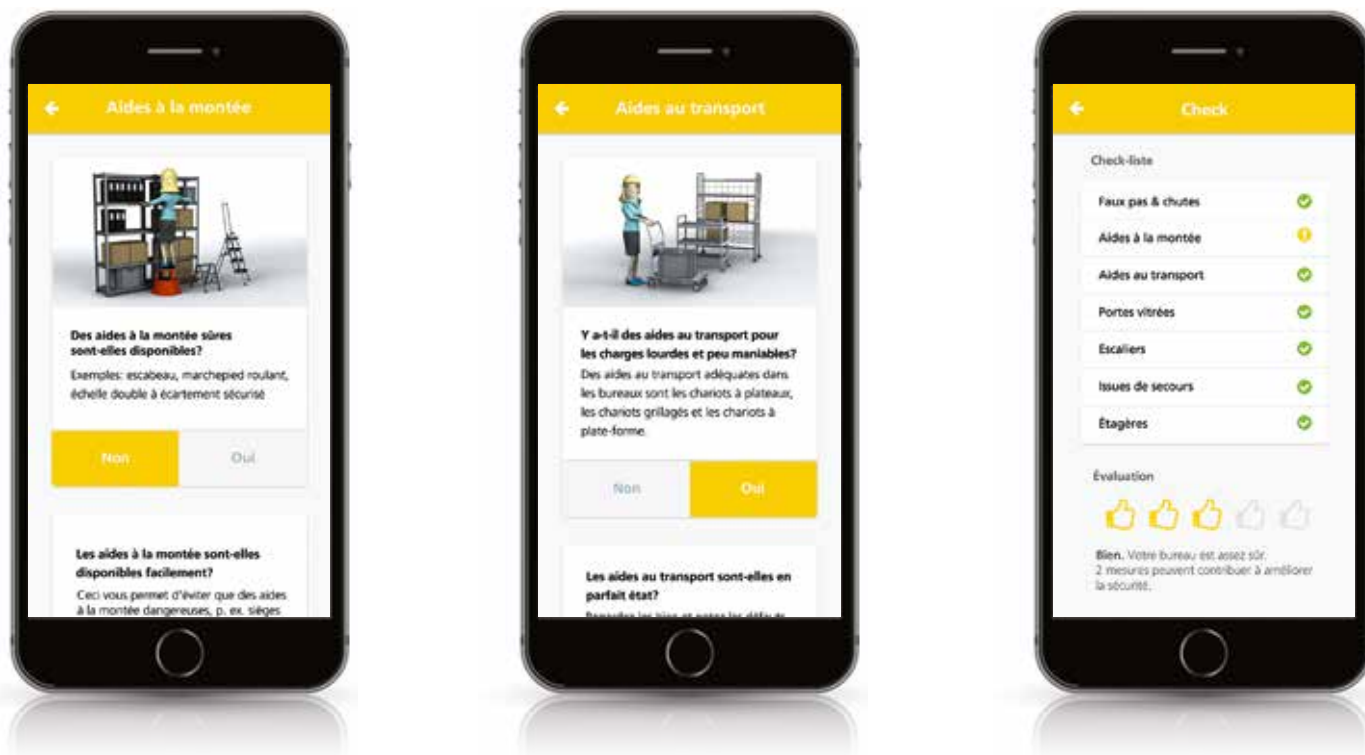 Aides à la montée
Des aides à la montée sûres
sont-elles disponibles?
Exemples: escabeau, marchepied roulant,
échelle double à écartement sécurisé
Non
Oui
Les aides à la montée sont-elles
disponibles facilement?
Ceci vous permet d'éviter que des aides
à la montée dangereuses, p. ex. sièges
Aides au transport
Y a-t-il des aides au transport pour
les charges lourdes et peu maniables?
Des aides au transport adéquates dans
les bureaux sont les chariots à plateaux,
les chariots grillagés et les chariots à
plate-forme.
Non
Oui
Les aides au transport sont-elles en
parfait état?
Check
Check-liste
Faux pas & chutes
Aides à la montée
Aides au transport
Portes vitrées
Escaliers
Issues de secours
Étagères
Évaluation
Bien. Votre bureau est assez sûr.
2 mesures peuvent contribuer à améliorer
la sécurité.